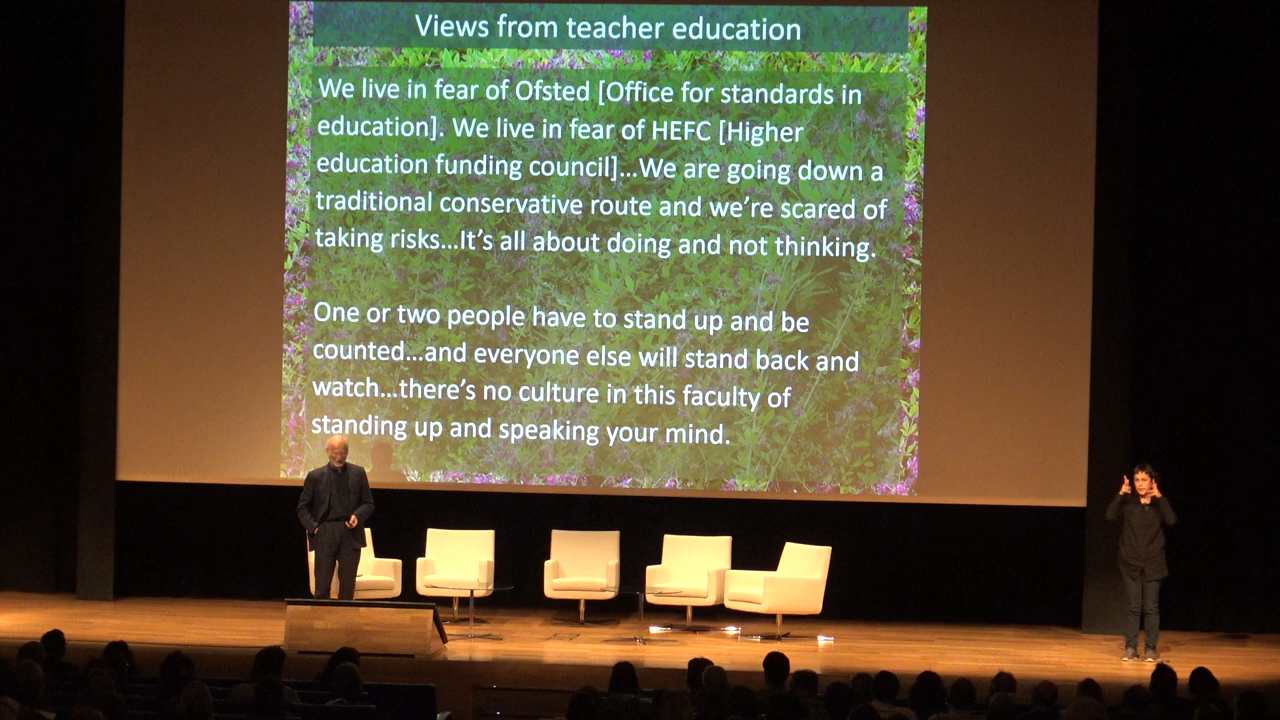 Views from teacher education
We live in fear of Ofsted [Office for standards in
education]. We live in fear of HEFC [Higher
education funding council]...We are going down a
traditional conservative route and we're scared of
taking risks...It's all about doing and not thinking.
One or two people have to stand up and be
counted...and everyone else will stand back and
watch...there's no culture in this faculty of
standing up and speaking your mind.